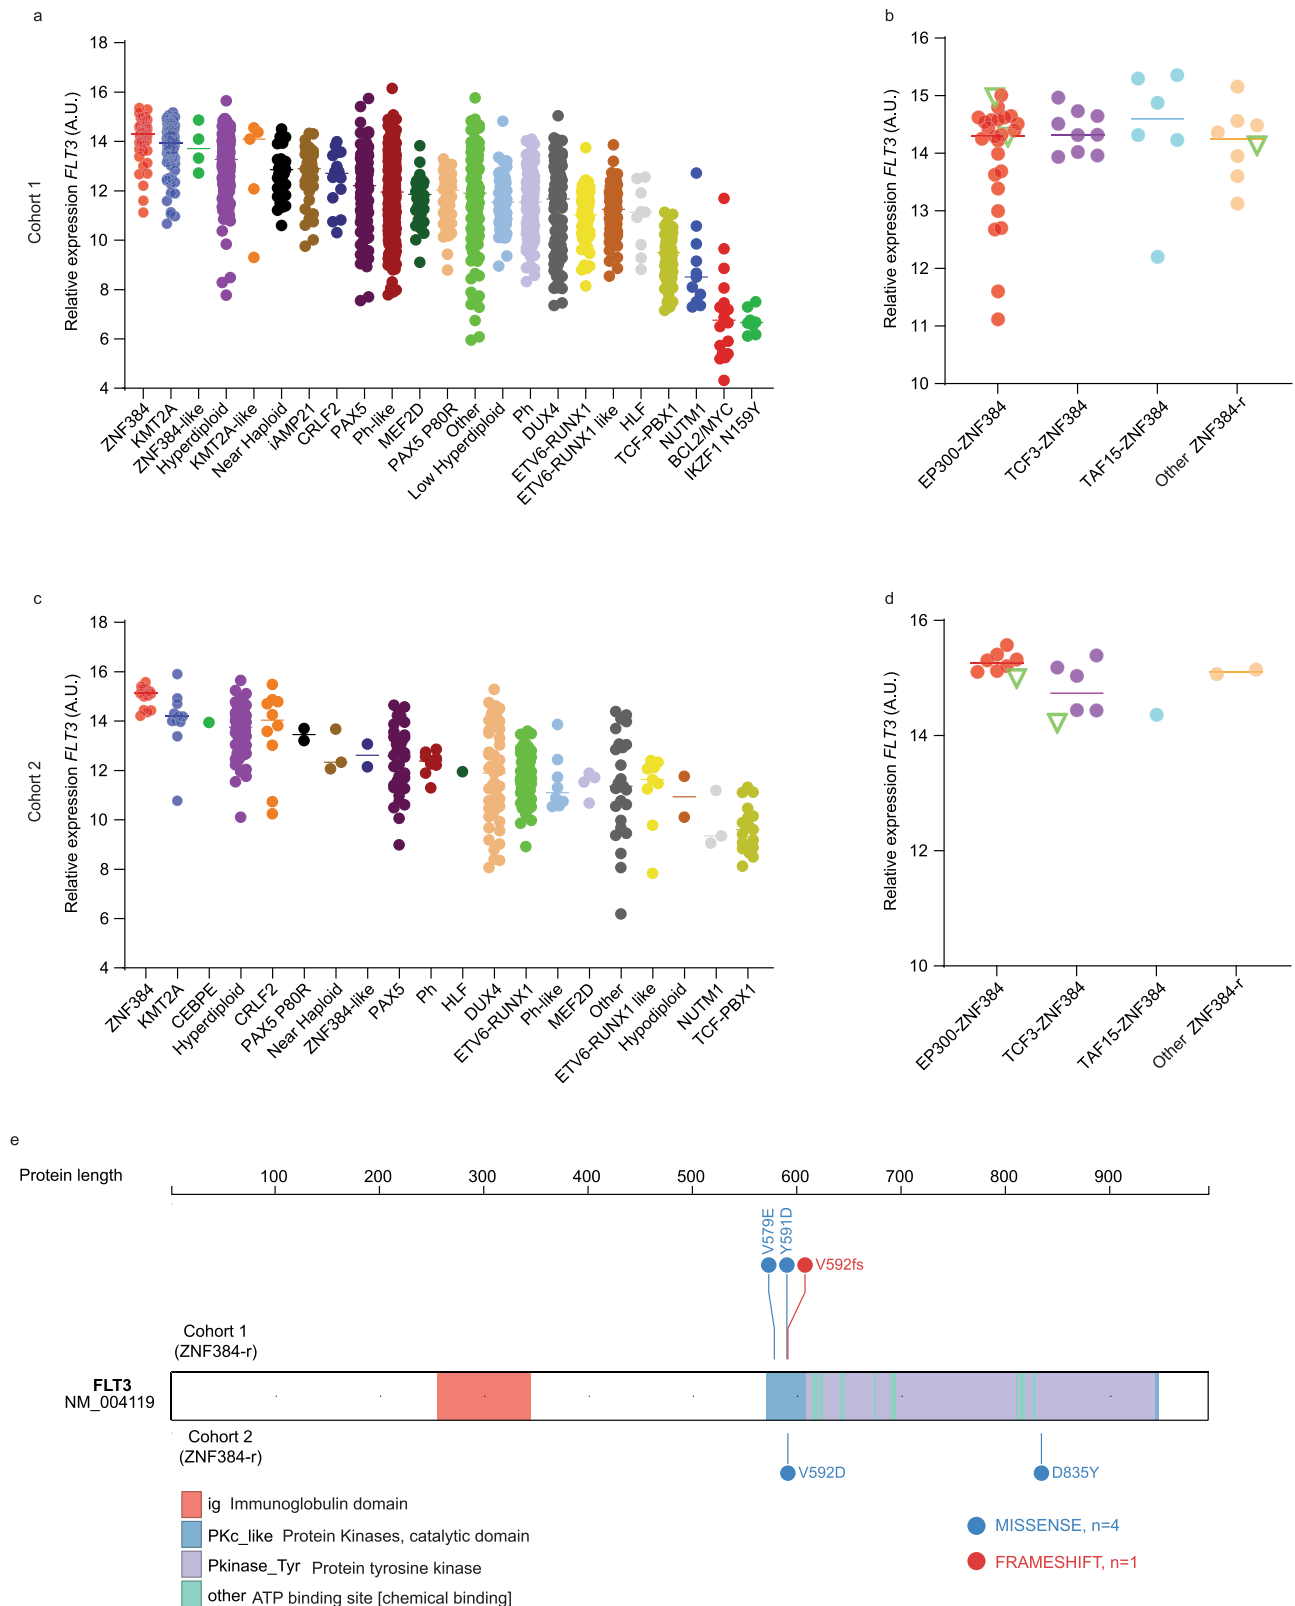 a
Cohort 1
Relative expression FLT3 (A.U.)
18
16
14
12
10
8
6
4
ZNF384
KMT2A
ZNF384-like
Hyperdiploid
KMT2A-like
Near Haploid
iAMP21
CRLF2
PAX5
Ph-like
MEF2D
PAX5 P80R
Other
Low Hyperdiploid
Ph
DUX4
ETV6-RUNX1
ETV6-RUNX1 like
HLF
TCF-PBX1
NUTM1
BCL2/MYC
IKZF1 N159Y
b
Relative expression FLT3 (A.U.)
16
15
14
13
12
11
10
EP300-ZNF384
TCF3-ZNF384
TAF15-ZNF384
Other ZNF384-r
c
Cohort 2
Relative expression FLT3 (A.U.)
18
16
14
12
10
8
6
4
ZNF384
KMT2A
CEBPE
Hyperdiploid
CRLF2
PAX5 P80R
Near Haploid
ZNF384-like
PAX5
Ph
HLF
DUX4
ETV6-RUNX1
Ph-like
MEF2D
Other
ETV6-RUNX1 like
Hypodiploid
NUTM1
TCF-PBX1
d
Relative expression FLT3 (A.U.)
16
14
12
10
EP300-ZNF384
TCF3-ZNF384
TAF15-ZNF384
Other ZNF384-r
e
Protein length
100 200 300 400 500 600 700 800 900
V579E
Y591D
V592fs
Cohort 1
(ZNF384-r)
FLT3
NM_004119
Cohort 2
(ZNF384-r)
V592D
D835Y
ig Immunoglobulin domain
PKc_like Protein Kinases, catalytic domain
Pkinase_Tyr Protein tyrosine kinase
other ATP binding site [chemical binding]
MISSENSE, n=4
FRAMESHIFT, n=1